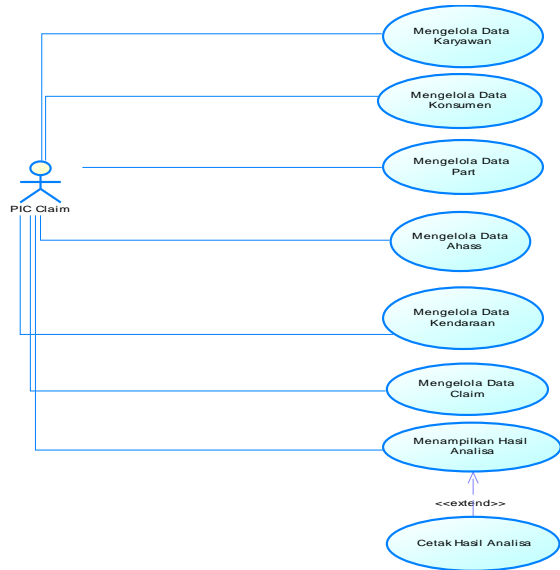 Mengelola Data
Karyawan
Mengelola Data
Konsumen
Mengelola Data
Part
PIC Claim
Mengelola Data
Ahass
Mengelola Data
Kendaraan
Mengelola Data
Claim
Menampilkan Hasil
Analisa
<<extend>>
Cetak Hasil Analisa